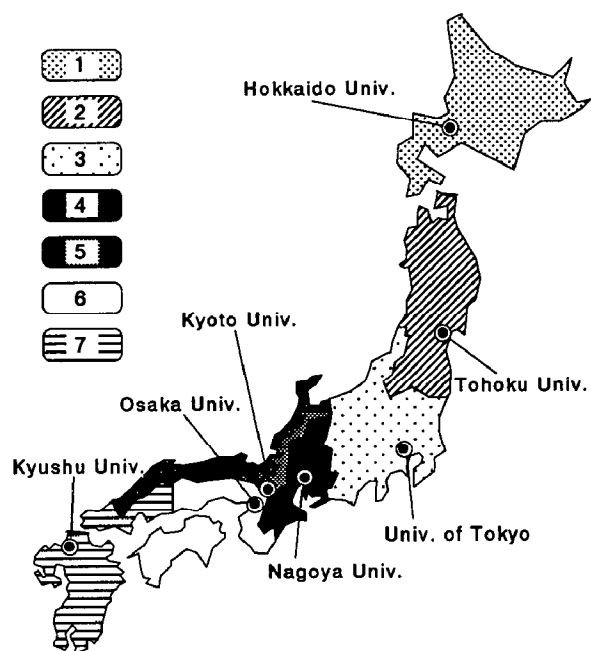 1
2
3
4
5
6
7
Hokkaido Univ.
Kyoto Univ.
Tohoku Univ.
Osaka Univ.
Kyushu Univ.
Univ. of Tokyo
Nagoya Univ.